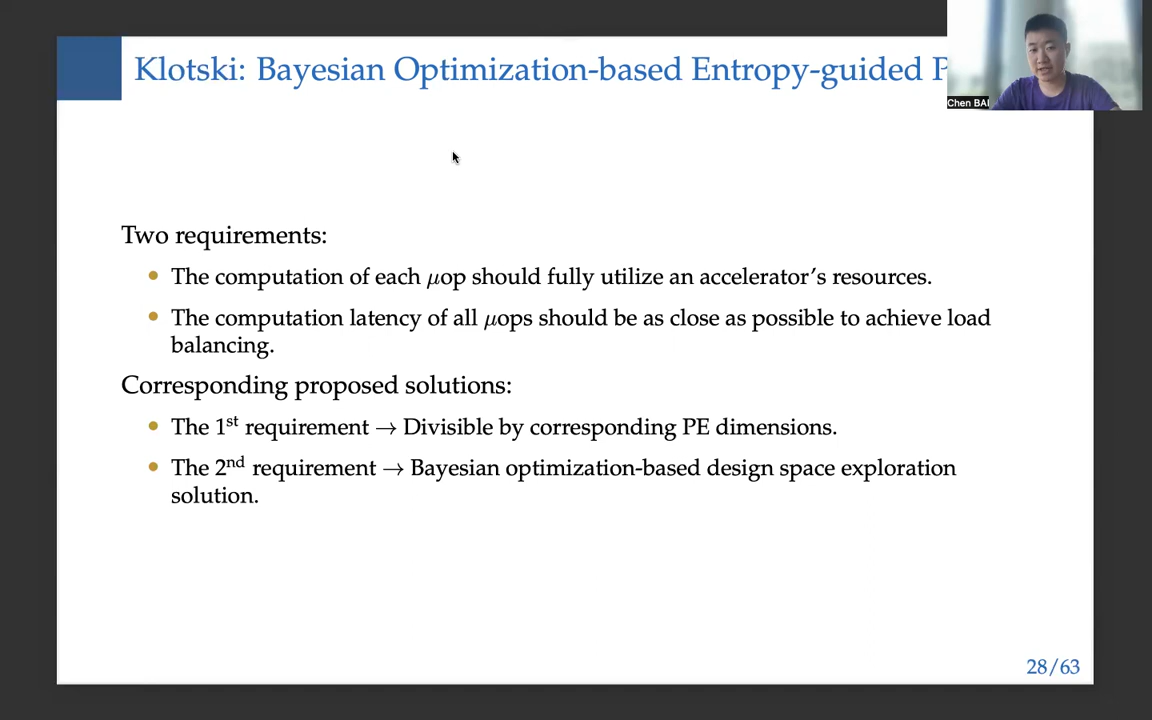 Klotski: Bayesian Optimization-based Entropy-guided
Chen BAI
Two requirements:
The computation of each μop should fully utilize an accelerator's resources.
The computation latency of all μops should be as close as possible to achieve load
balancing.
Corresponding proposed solutions:
The 1st requirement → Divisible by corresponding PE dimensions.
The 2nd requirement → Bayesian optimization-based design space exploration
solution.
28/63